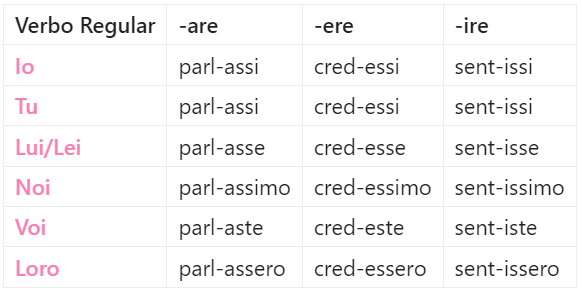 Verbo Regular -are -ere -ire
Io parl-assi cred-essi sent-issi
Tu parl-assi cred-essi sent-issi
Lui/Lei parl-asse cred-esse sent-isse
Noi parl-assimo cred-essimo sent-issimo
Voi parl-aste cred-este sent-iste
Loro parl-assero cred-essero sent-issero